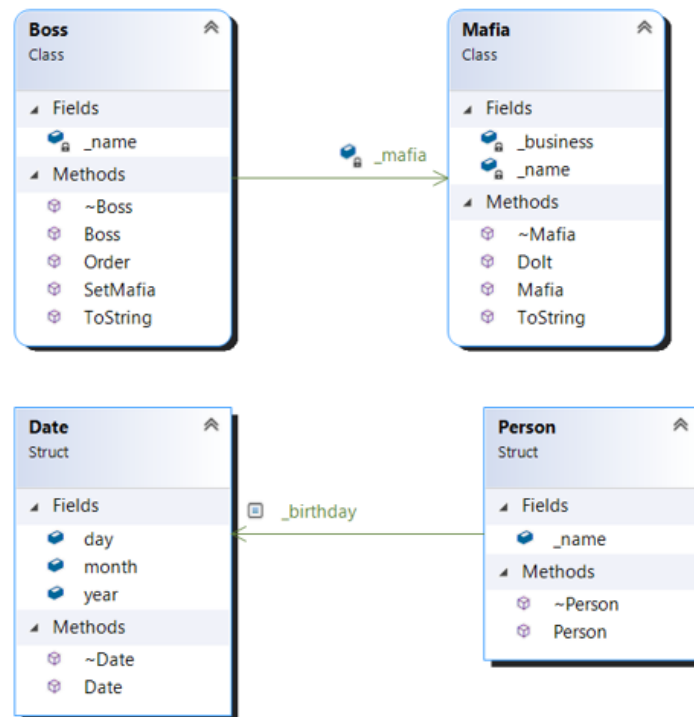 Boss
Class
Fields
_name
Methods
~Boss
Boss
Order
SetMafia
ToString
_mafia
Mafia
Class
Fields
_business
_name
Methods
~Mafia
DoIt
Mafia
ToString
Date
Struct
Fields
day
month
year
Methods
~Date
Date
_birthday
Person
Struct
Fields
_name
Methods
~Person
Person